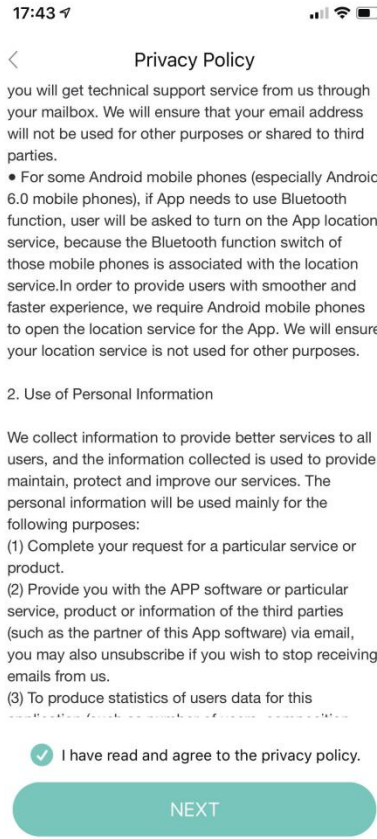 17:43
Privacy Policy
you will get technical support service from us through
your mailbox. We will ensure that your email address
will not be used for other purposes or shared to third
parties.
● For some Android mobile phones (especially Android
6.0 mobile phones), if App needs to use Bluetooth
function, user will be asked to turn on the App location
service, because the Bluetooth function switch of
those mobile phones is associated with the location
service.In order to provide users with smoother and
faster experience, we require Android mobile phones
to open the location service for the App. We will ensure
your location service is not used for other purposes.
2. Use of Personal Information
We collect information to provide better services to all
users, and the information collected is used to provide
maintain, protect and improve our services. The
personal information will be used mainly for the
following purposes:
(1) Complete your request for a particular service or
product.
(2) Provide you with the APP software or particular
service, product or information of the third parties
(such as the partner of this App software) via email,
you may also unsubscribe if you wish to stop receiving
emails from us.
(3) To produce statistics of users data for this
I have read and agree to the privacy policy.
NEXT